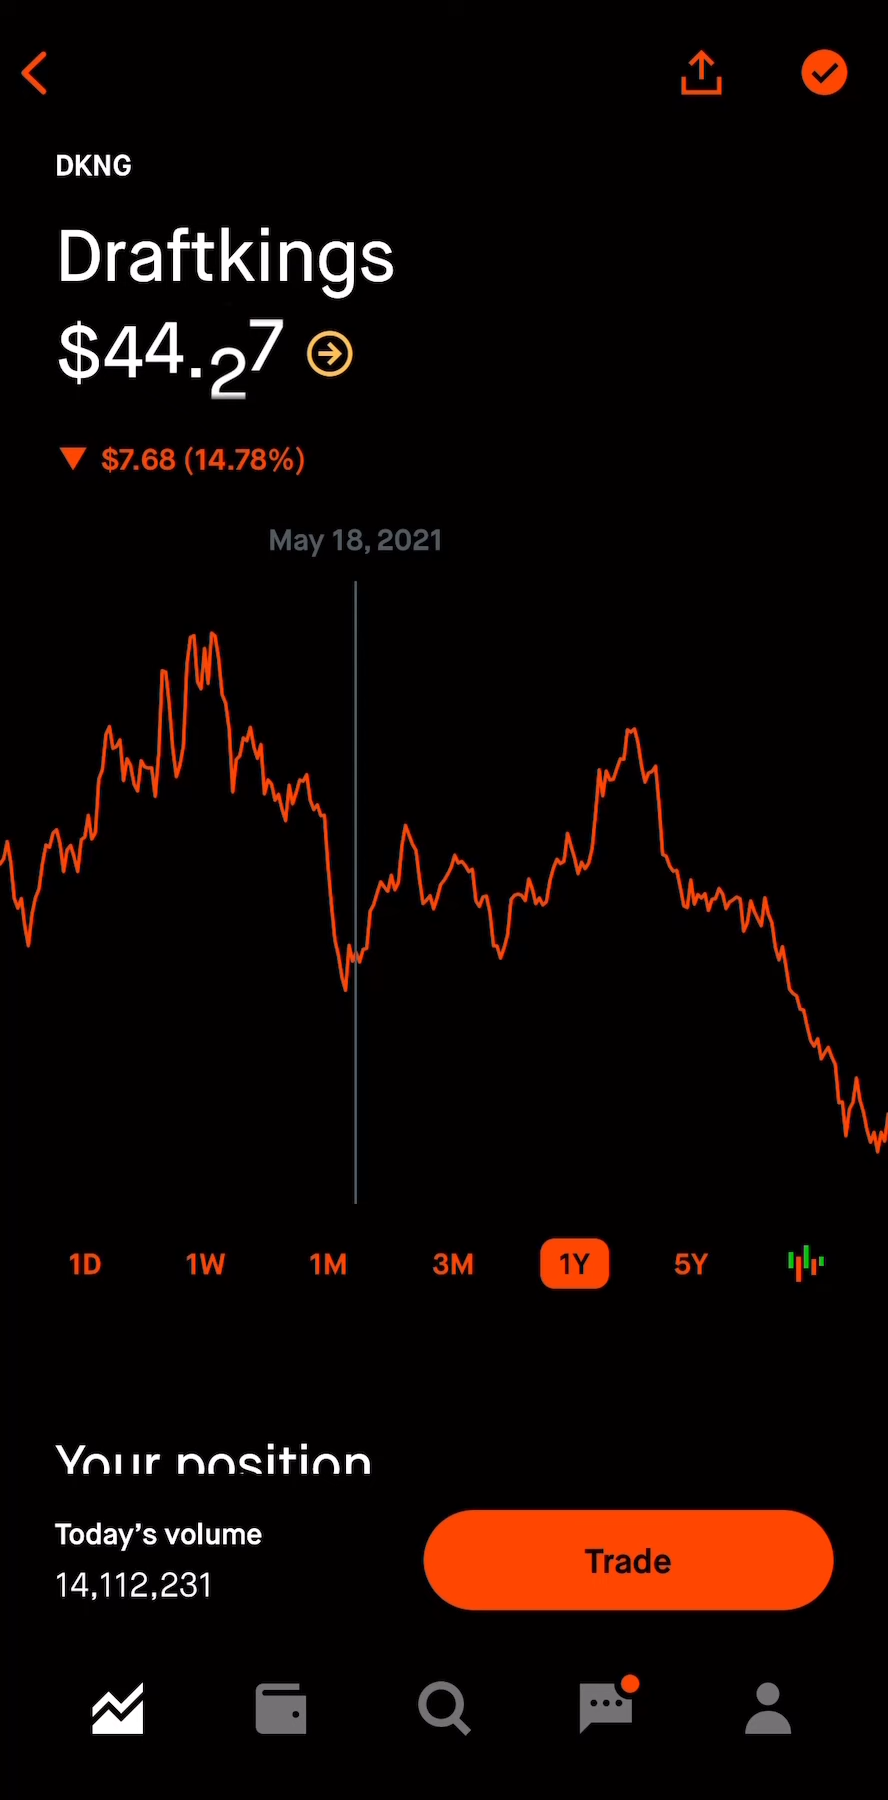 DKNG
Draftkings
$44.27
$7.68 (14.78%)
May 18, 2021
1D 1W 1M 3M 1Y 5Y
Your position
Today's volume
14,112,231
Trade